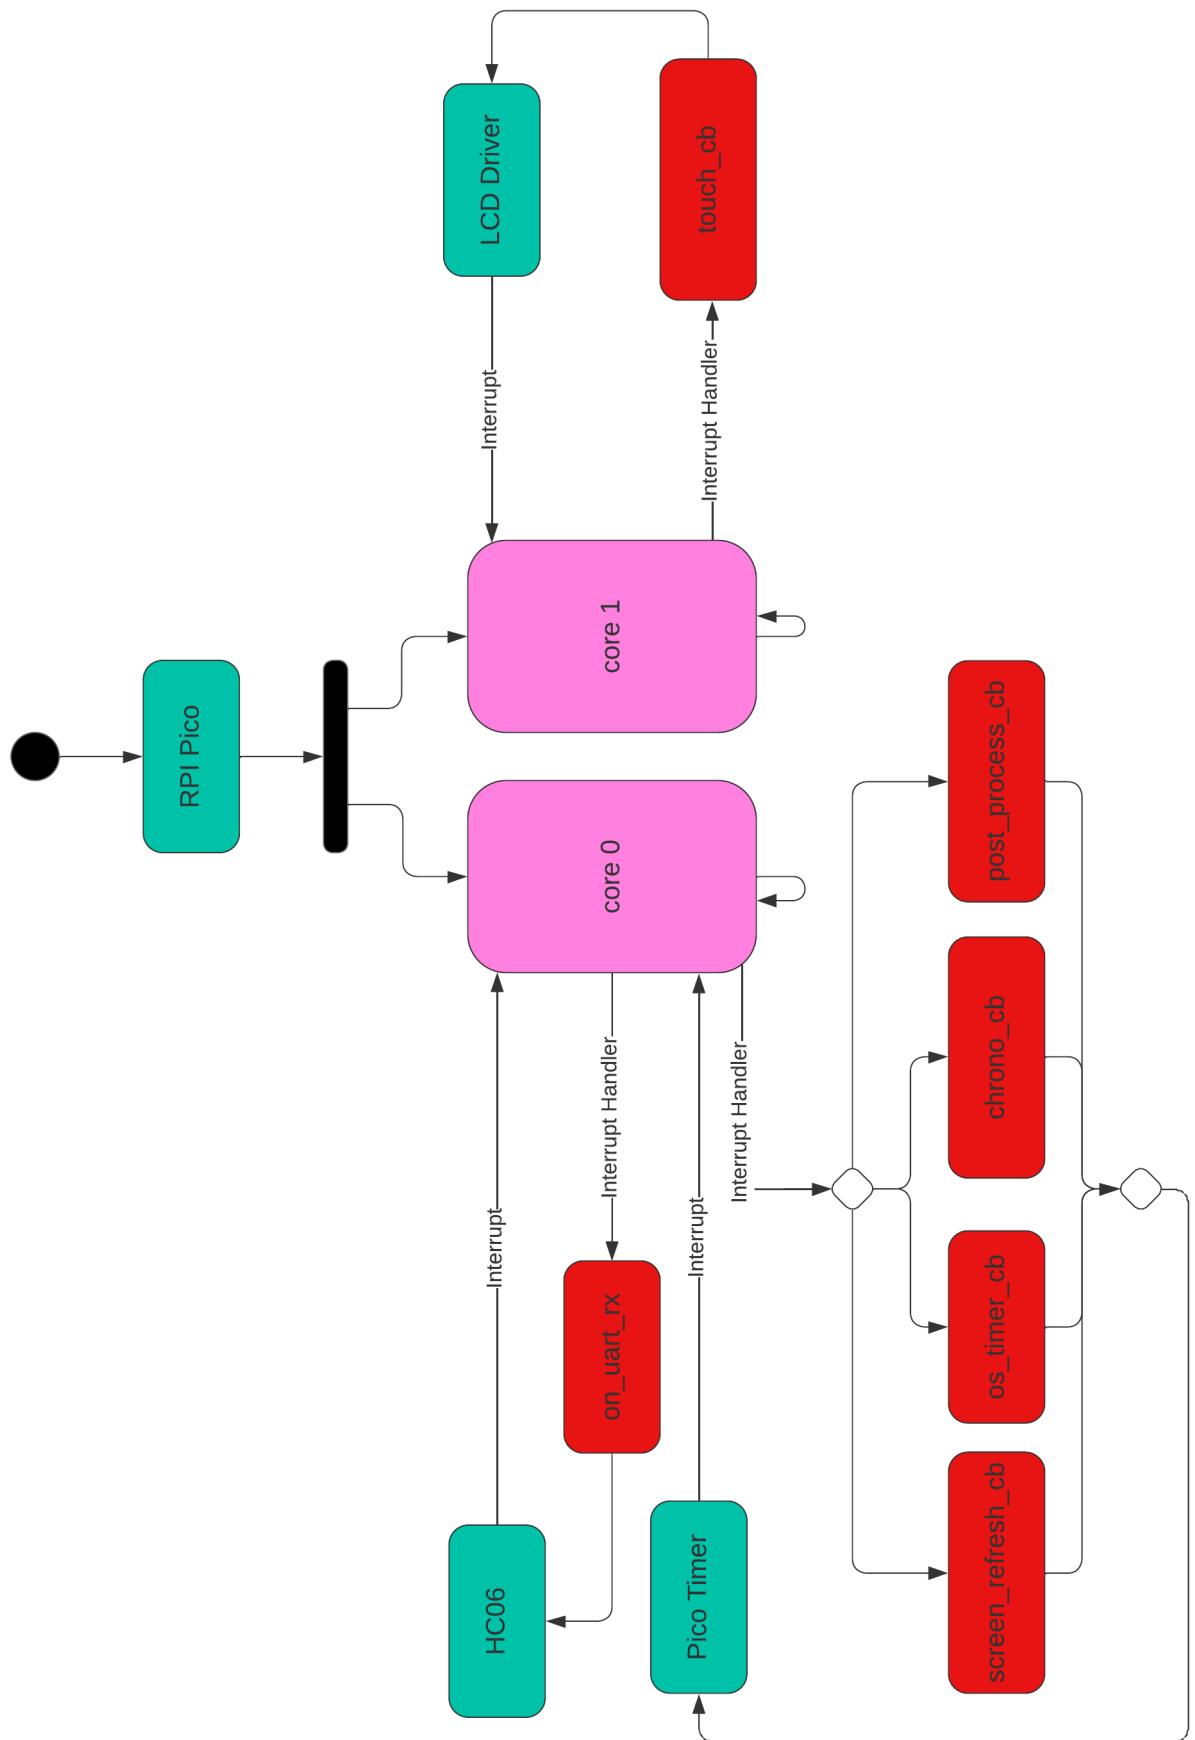 RPI Pico
LCD Driver
touch_cb
Interrupt
Interrupt Handler
core 1
core 0
Interrupt
Interrupt Handler
Interrupt
Interrupt Handler
HC06
on_uart_rx
Pico Timer
post_process_cb
chrono_cb
os_timer_cb
screen_refresh_cb